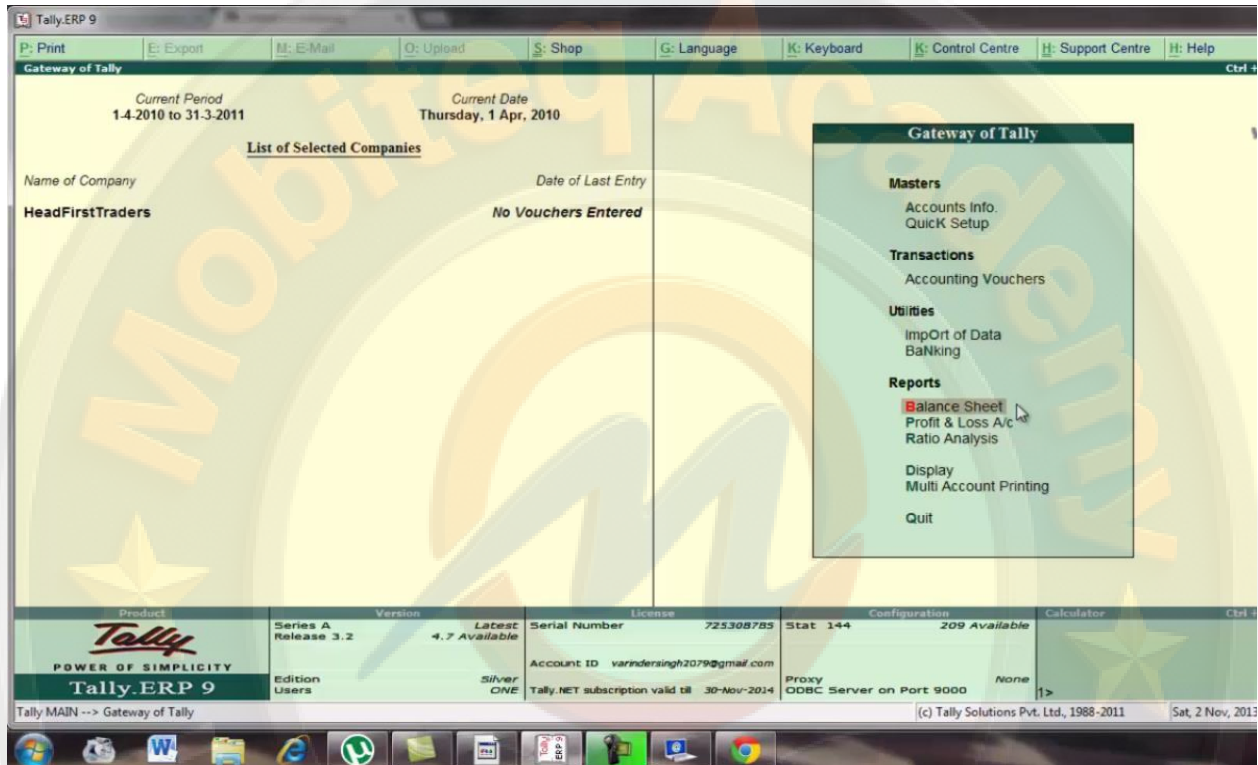 Tally.ERP 9
P: Print E: Export M: E-Mail O: Upload S: Shop G: Language K: Keyboard K: Control Centre H: Support Centre H: Help
Gateway of Tally Ctrl +
Current Period Current Date
1-4-2010 to 31-3-2011 Thursday, 1 Apr, 2010
List of Selected Companies
Name of Company Date of Last Entry
HeadFirstTraders No Vouchers Entered
Gateway of Tally
Masters
Accounts Info.
QuicK Setup
Transactions
Accounting Vouchers
Utilities
ImpOrt of Data
BaNking
Reports
Balance Sheet
Profit & Loss A/c
Ratio Analysis
Display
Multi Account Printing
Quit
Mobiteq Academy
Product Version License Configuration Calculator Ctrl +
Tally
POWER OF SIMPLICITY
Tally.ERP 9
Series A Latest
Release 3.2 4.7 Available
Edition Silver
Users ONE
Serial Number 725308785
Account ID varindersingh2079@gmail.com
Tally.NET subscription valid till 30-Nov-2014
Stat 144 209 Available
Proxy None
ODBC Server on Port 9000
1>
Tally MAIN --> Gateway of Tally (c) Tally Solutions Pvt. Ltd., 1988-2011 Sat, 2 Nov, 2013